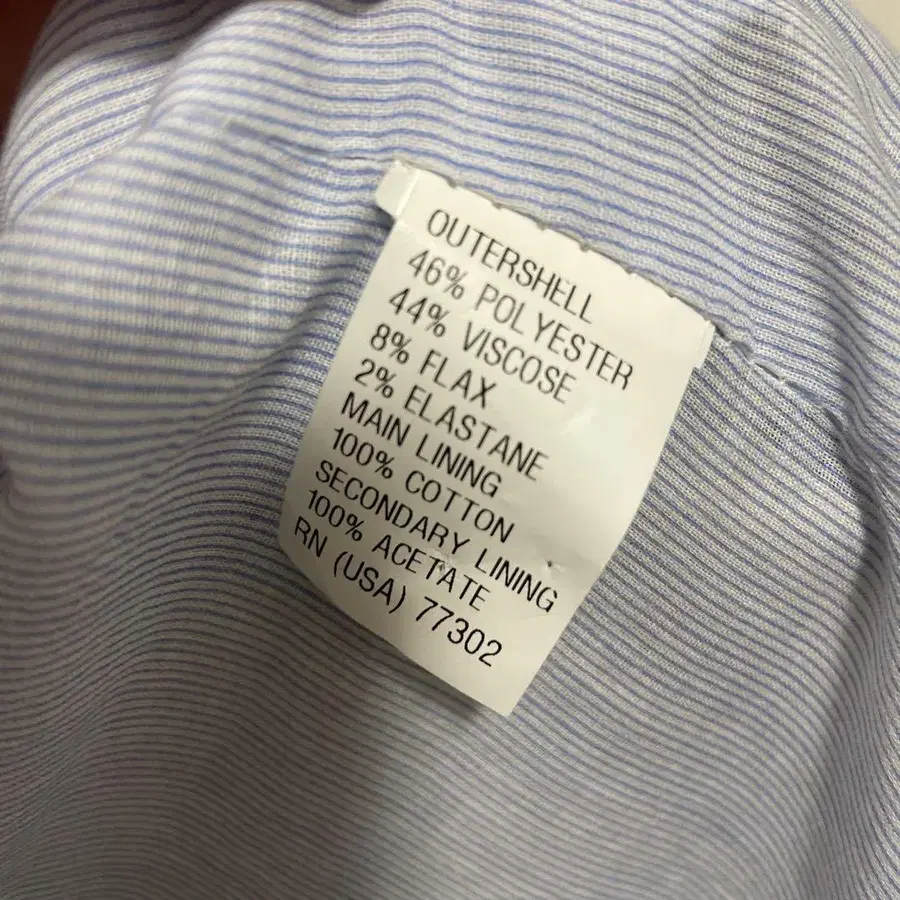 OUTERSHELL
46% POLYESTER
44% VISCOSE
8% FLAX
2% ELASTANE
MAIN LINING
100% COTTON
SECONDARY LINING
100% ACETATE
RN (USA) 77302